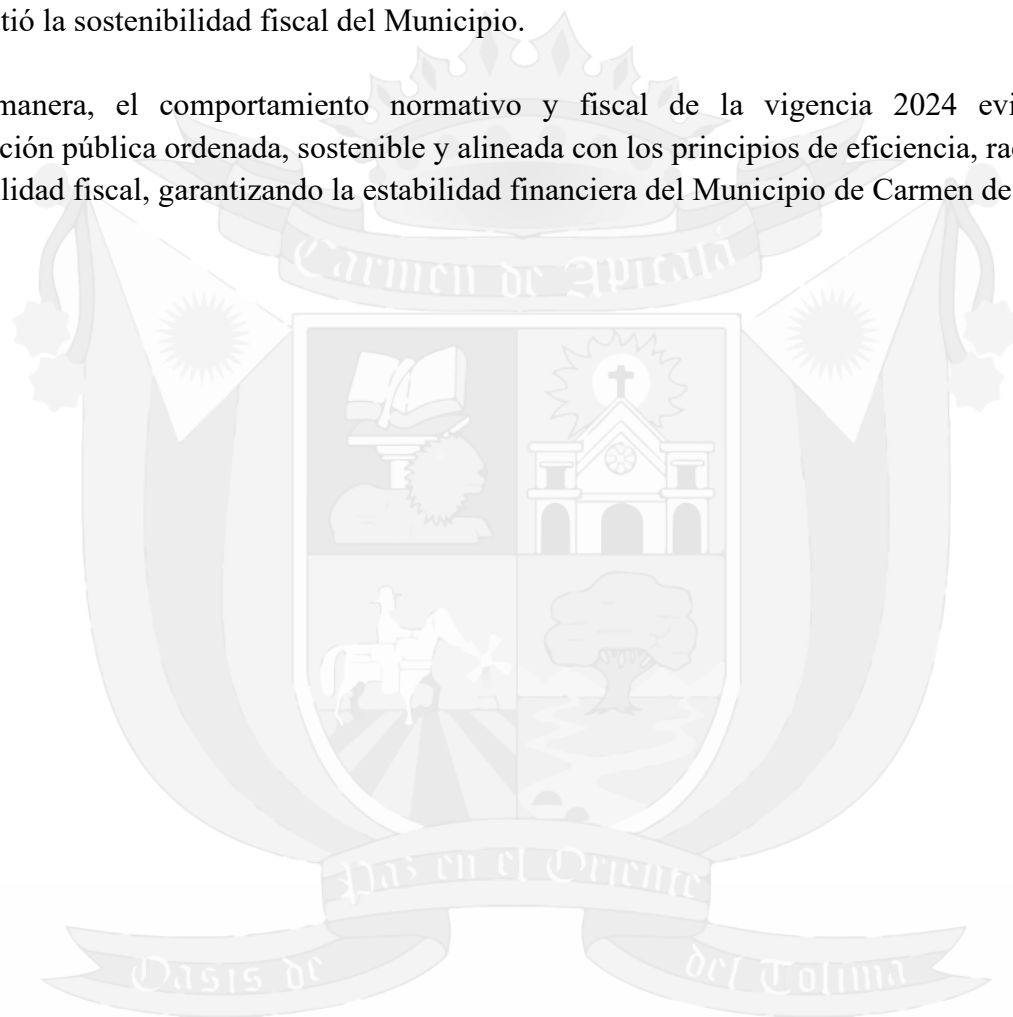 tió la sostenibilidad fiscal del Municipio.
manera, el comportamiento normativo y fiscal de la vigencia 2024 evi
ción pública ordenada, sostenible y alineada con los principios de eficiencia, rac
lidad fiscal, garantizando la estabilidad financiera del Municipio de Carmen de
Carmen de Apicalá
Paz en el Oriente
Oasis de
del Tolima